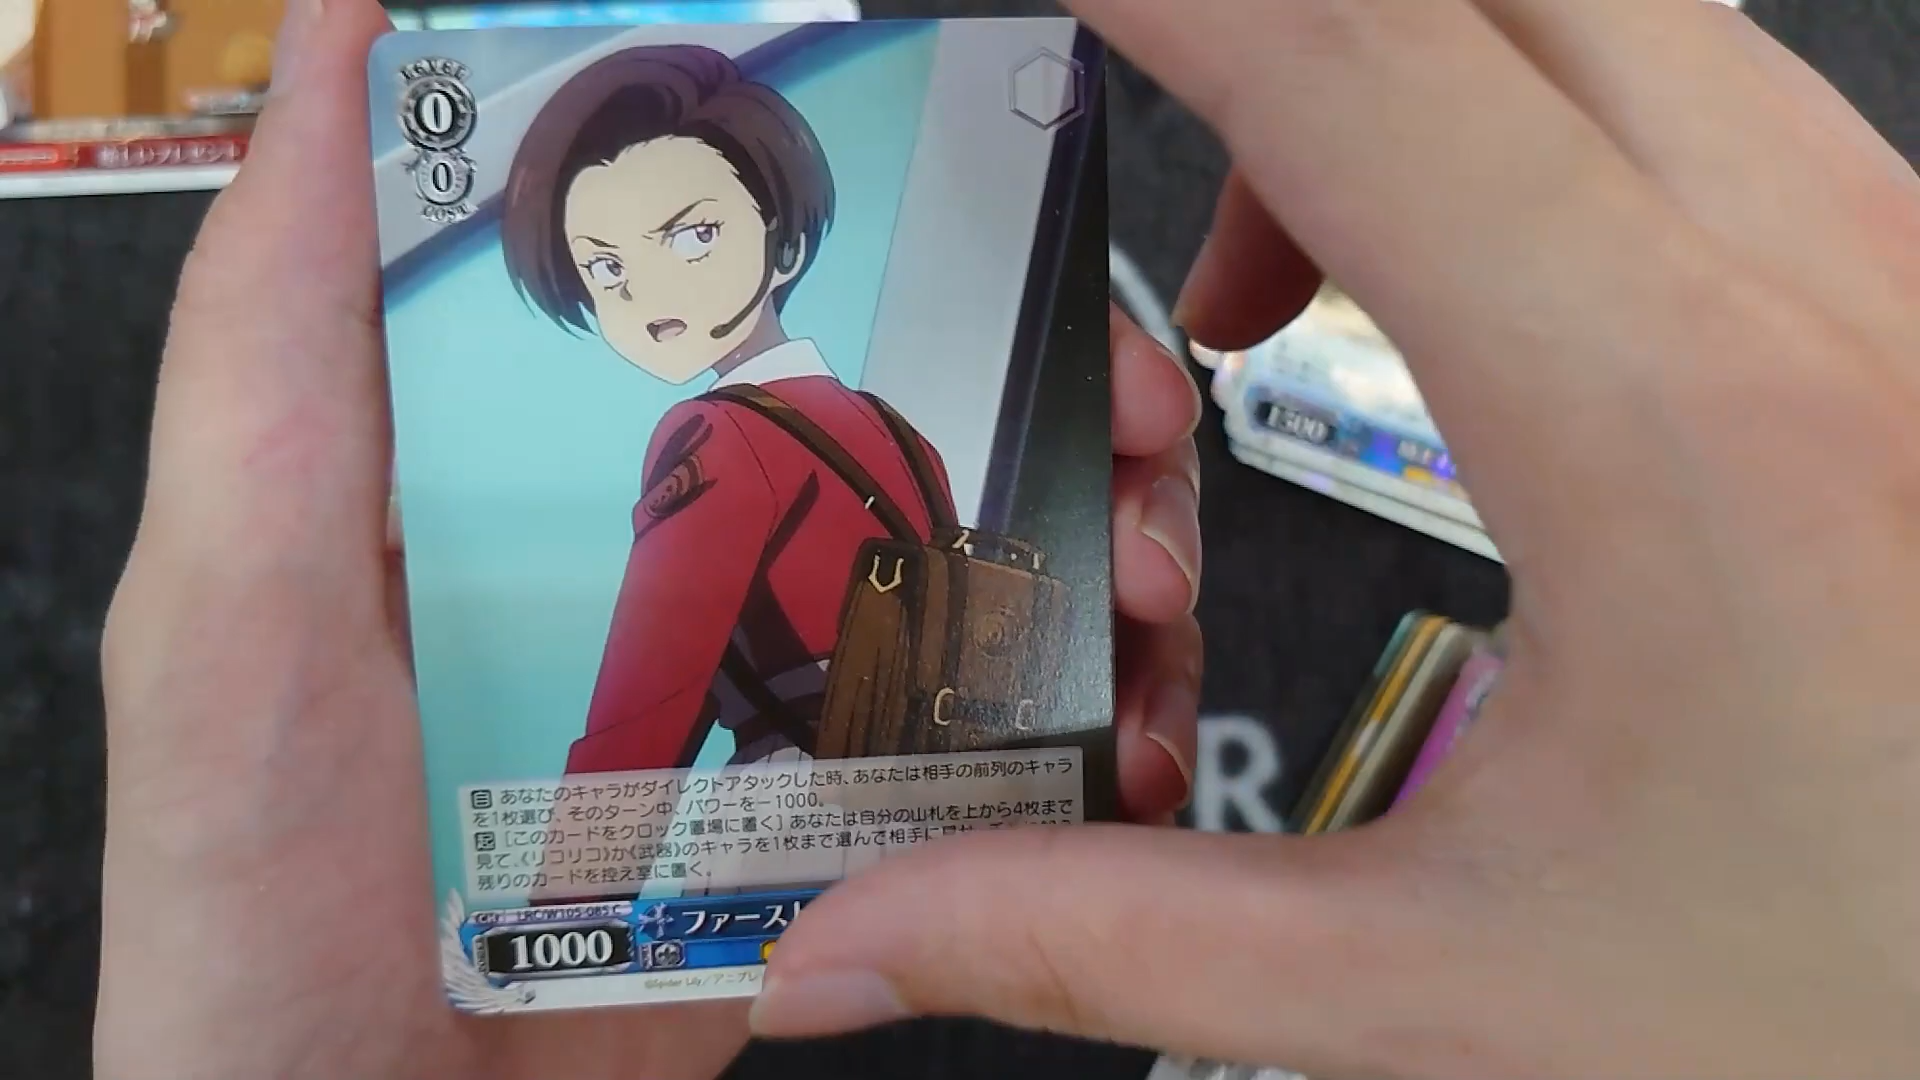 LEVEL
0
0
COST
自 あなたのキャラがダイレクトアタックした時、あなたは相手の前列のキャラ
を1枚選び、そのターン中、パワーを－1000。
起 [このカードをクロック置場に置く] あなたは自分の山札を上から4枚まで
見て、《リコリコ》か《武器》のキャラを1枚まで選んで相手に見せ、
残りのカードを控え室に置く。
CH LRC/W105-085 C
ファースト
1000
©Spider Lily／アニプレ
1500
R